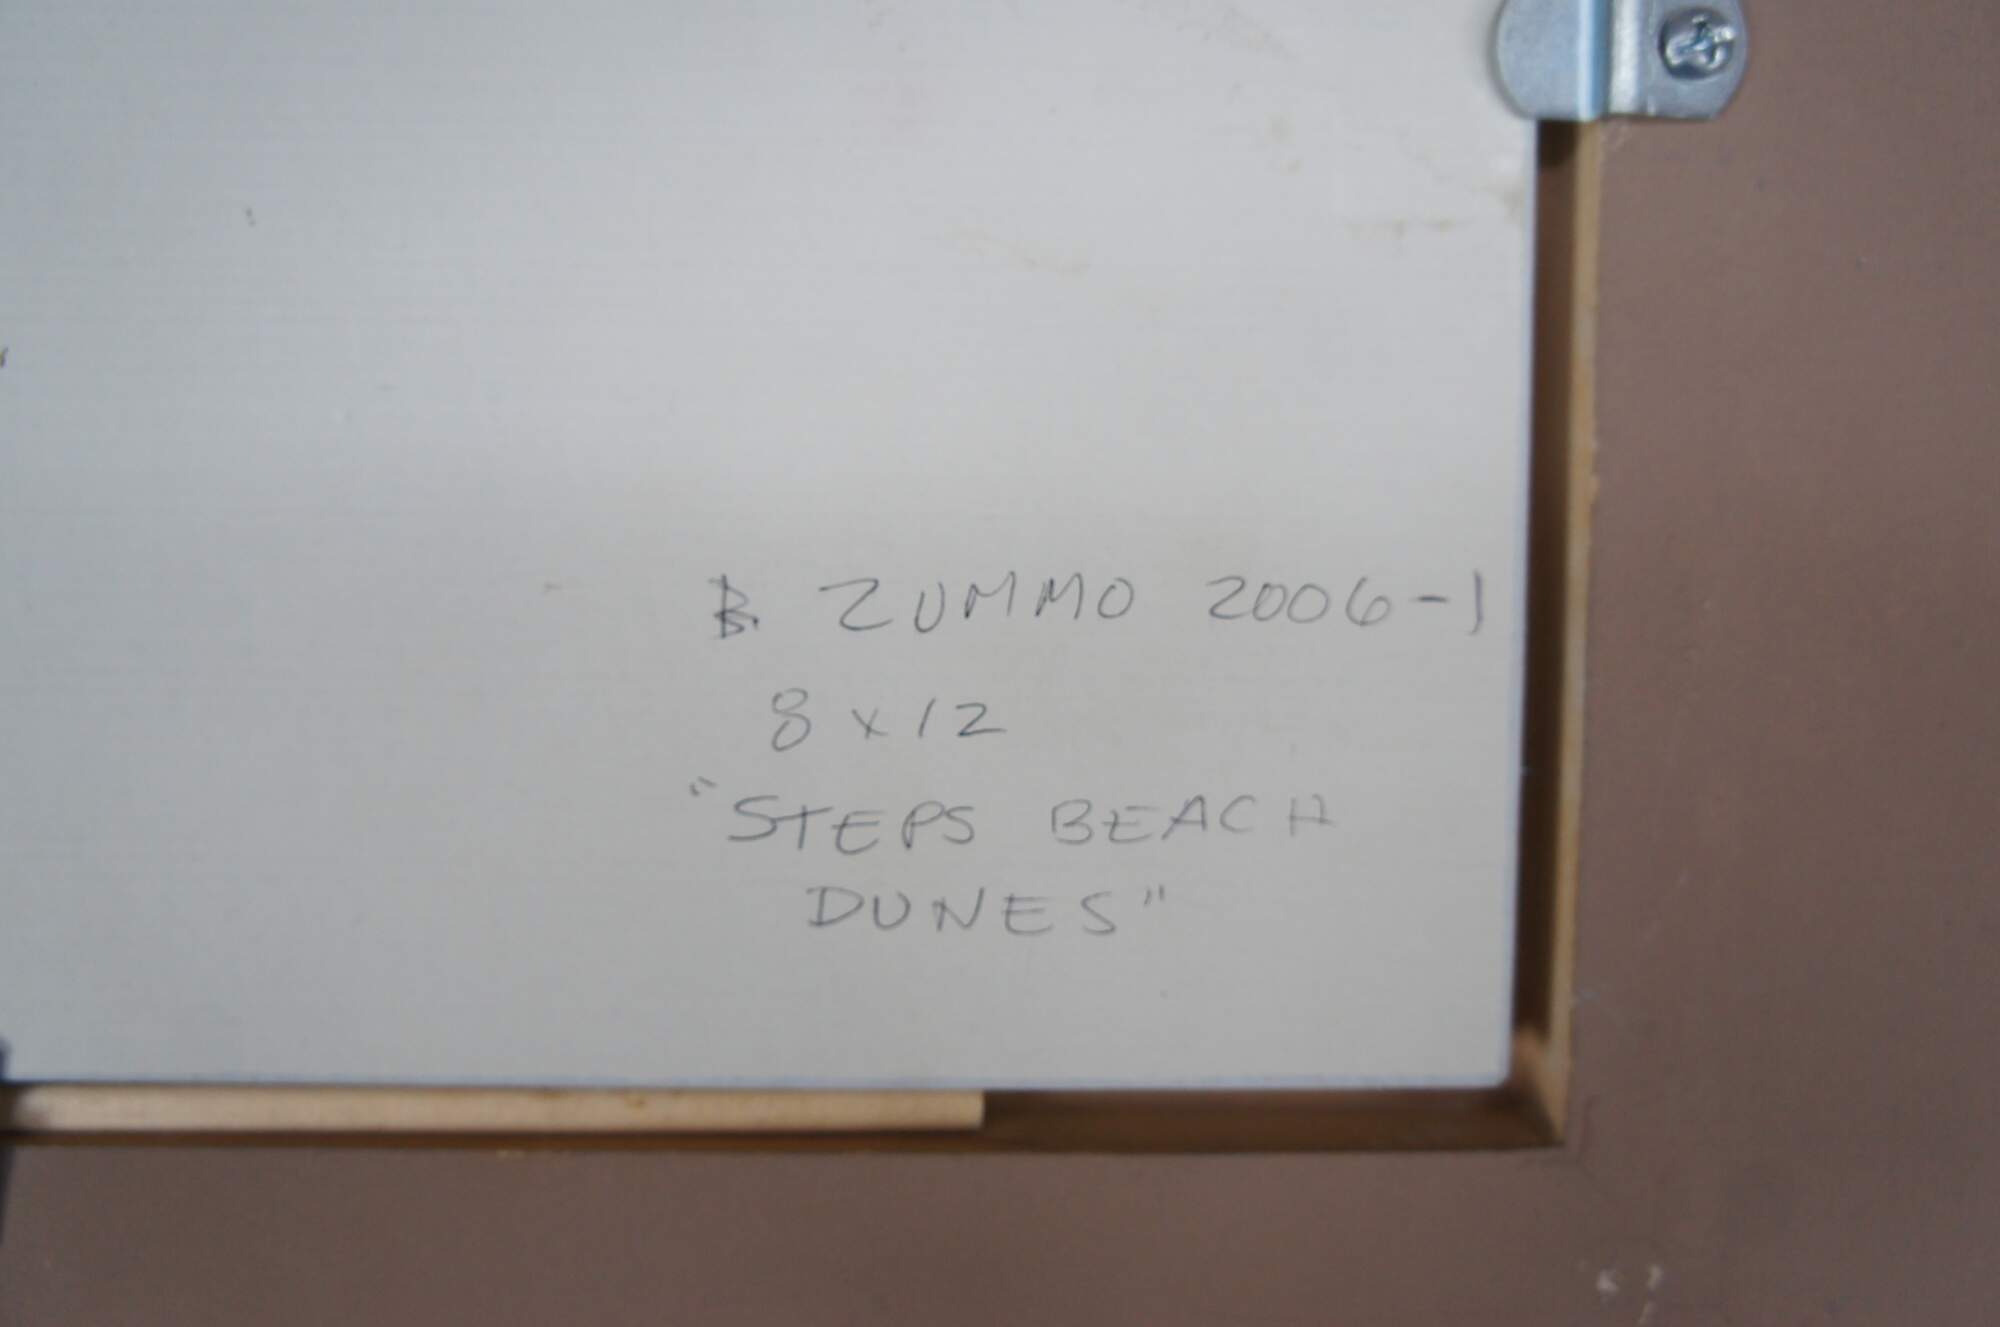 B. ZUMMO 2006-1
8 x 12
"STEPS BEACH
DUNES"